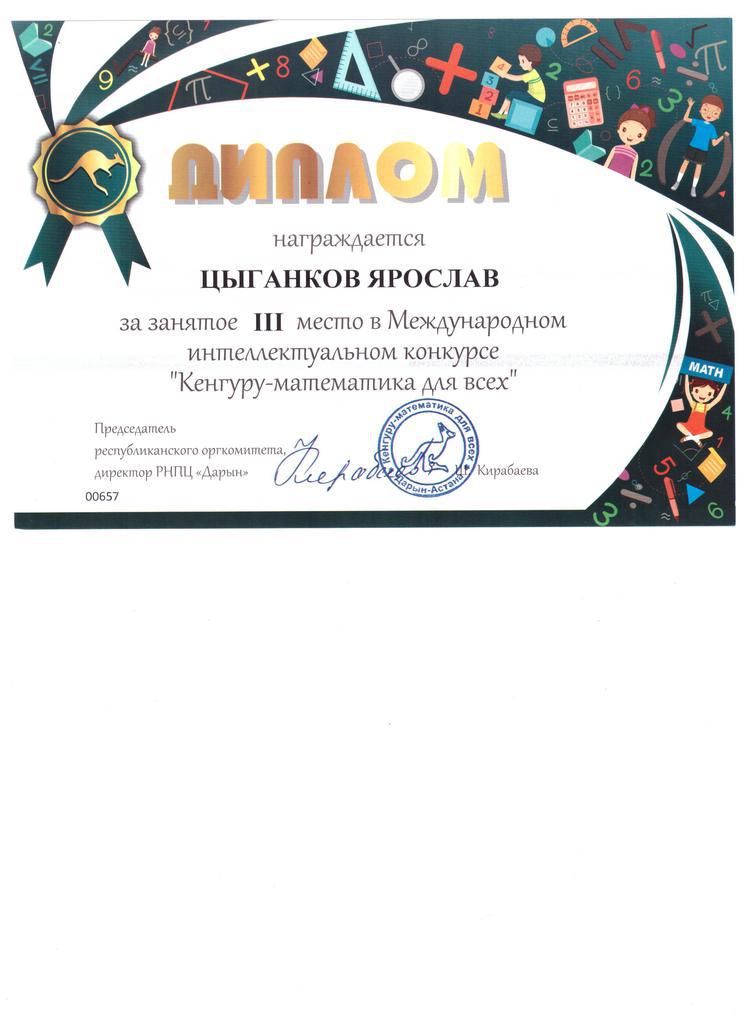 ДИПЛОМ
награждается
ЦЫГАНКОВ ЯРОСЛАВ
за занятое III место в Международном
интеллектуальном конкурсе
"Кенгуру-математика для всех"
Председатель
республиканского оргкомитета,
директор РНПЦ «Дарын»
Кирабаева
00657
Кенгуру-математика для всех
Дарын-Астана
MATH